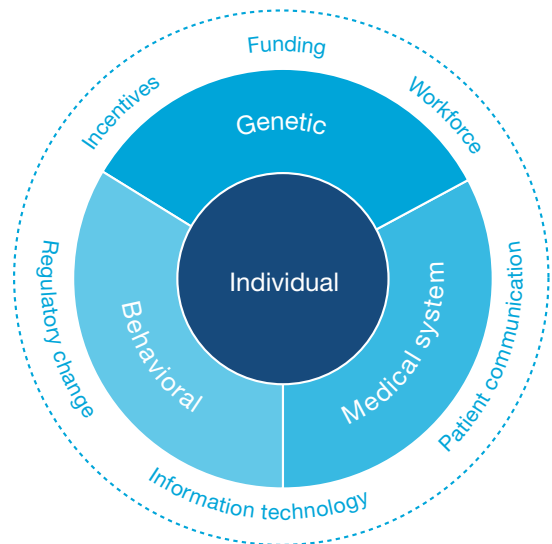 Funding
Incentives
Workforce
Genetic
Individual
Regulatory change
Behavioral
Medical system
Patient communication
Information technology